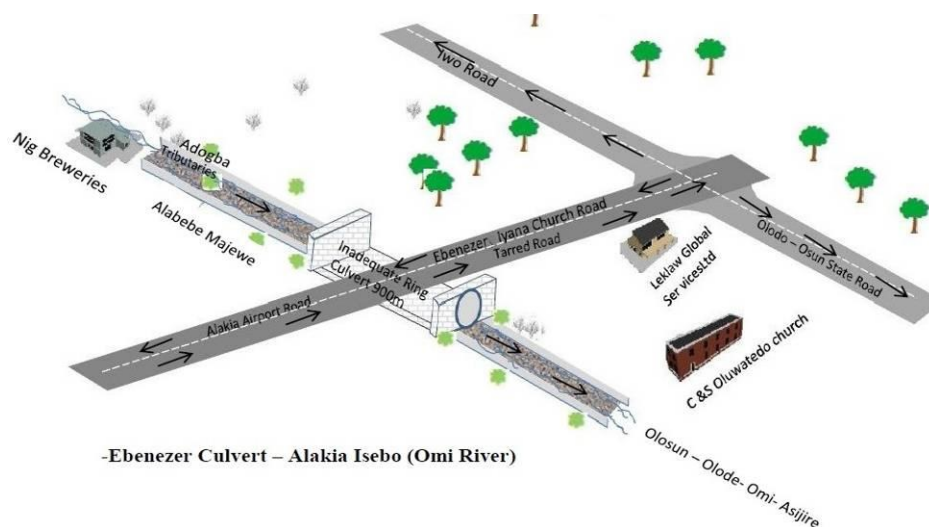 Iwo Road
Nig Breweries
Adogba
Tributaries
Alabebe Majewe
Inadequate Ring
Culvert 900m
Ebenezer, Iyana Church Road
Tarred Road
Alakia Airport Road
Leklaw Global
Ser vicesLtd
Olodo – Osun State Road
C &S Oluwatedo church
Olosun – Olode- Omi- Asijire
-Ebenezer Culvert – Alakia Isebo (Omi River)